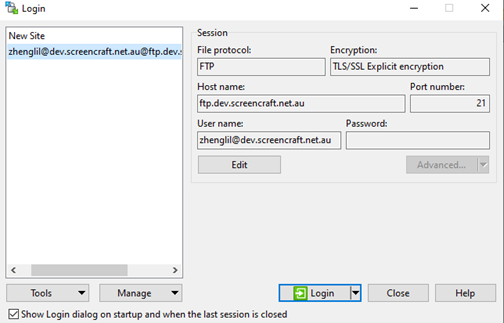 Login
New Site
zhenglil@dev.screencraft.net.au@ftp.dev.s
Session
File protocol:
Encryption:
FTP
TLS/SSL Explicit encryption
Host name:
Port number:
ftp.dev.screencraft.net.au
21
User name:
Password:
zhenglil@dev.screencraft.net.au
Edit
Advanced...
Tools
Manage
Login
Close
Help
Show Login dialog on startup and when the last session is closed